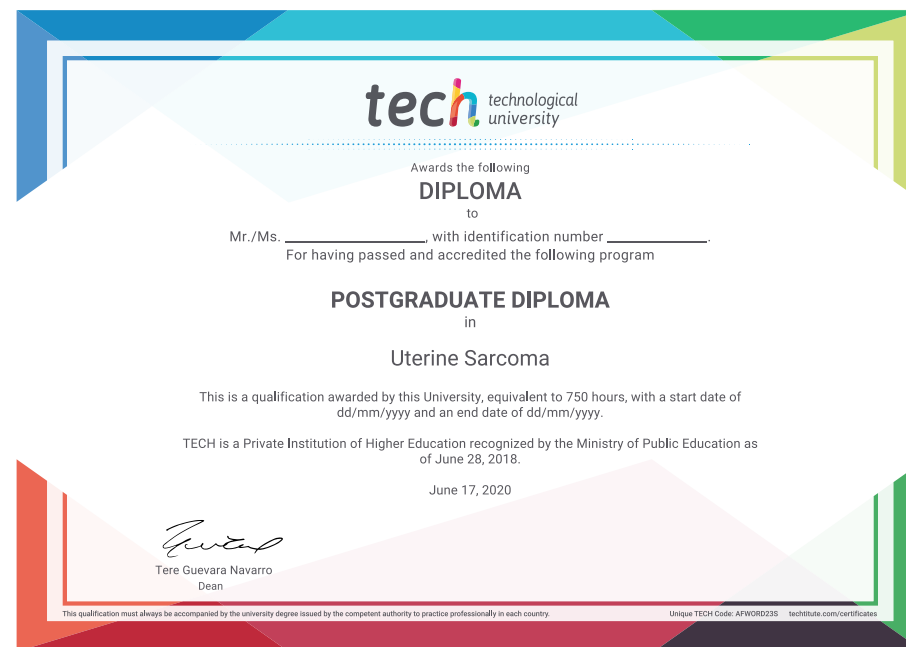 tech technological
university
Awards the following
DIPLOMA
to
Mr./Ms. ____________, with identification number ____________.
For having passed and accredited the following program
POSTGRADUATE DIPLOMA
in
Uterine Sarcoma
This is a qualification awarded by this University, equivalent to 750 hours, with a start date of
dd/mm/yyyy and an end date of dd/mm/yyyy.
TECH is a Private Institution of Higher Education recognized by the Ministry of Public Education as
of June 28, 2018.
June 17, 2020
Tere Guevara Navarro
Dean
This qualification must always be accompanied by the university degree issued by the competent authority to practice professionally in each country. Unique TECH Code: AFWORD23S techtitute.com/certificates